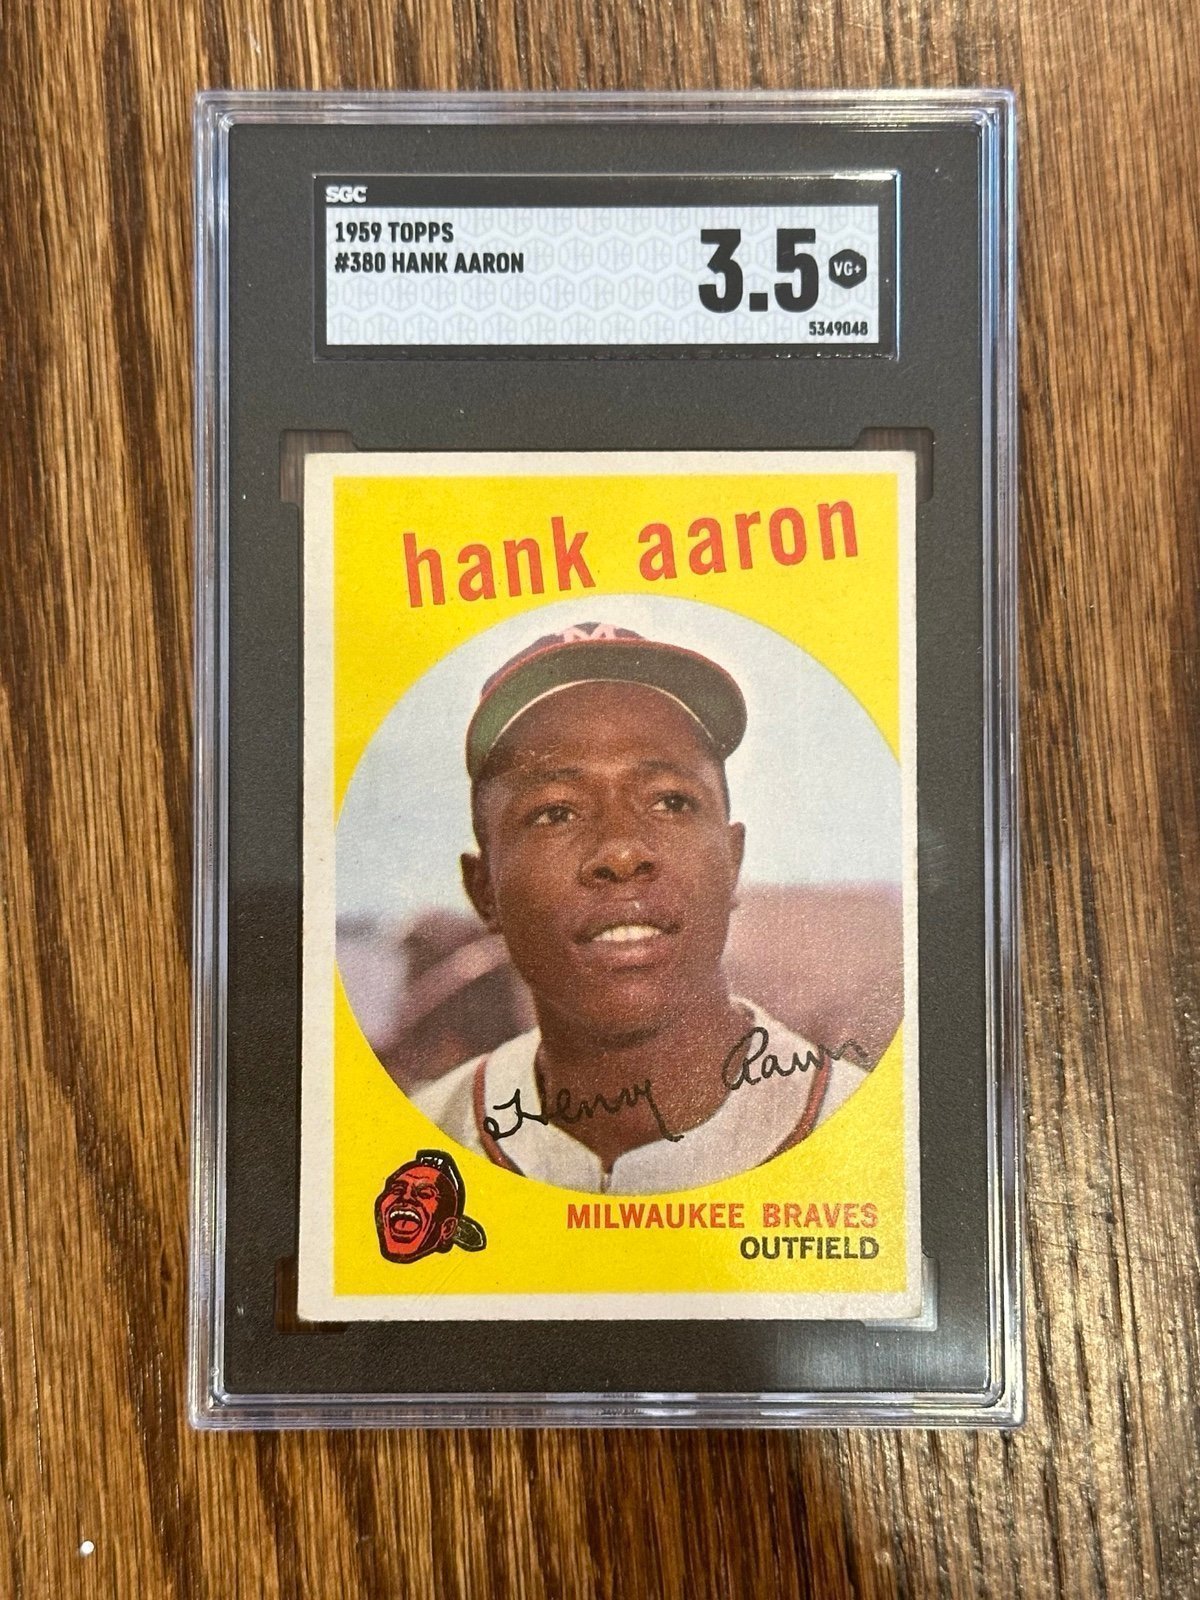 SGC
1959 TOPPS
#380 HANK AARON
3.5 VG+
5349048
hank aaron
M
Henry Aaron
MILWAUKEE BRAVES
OUTFIELD